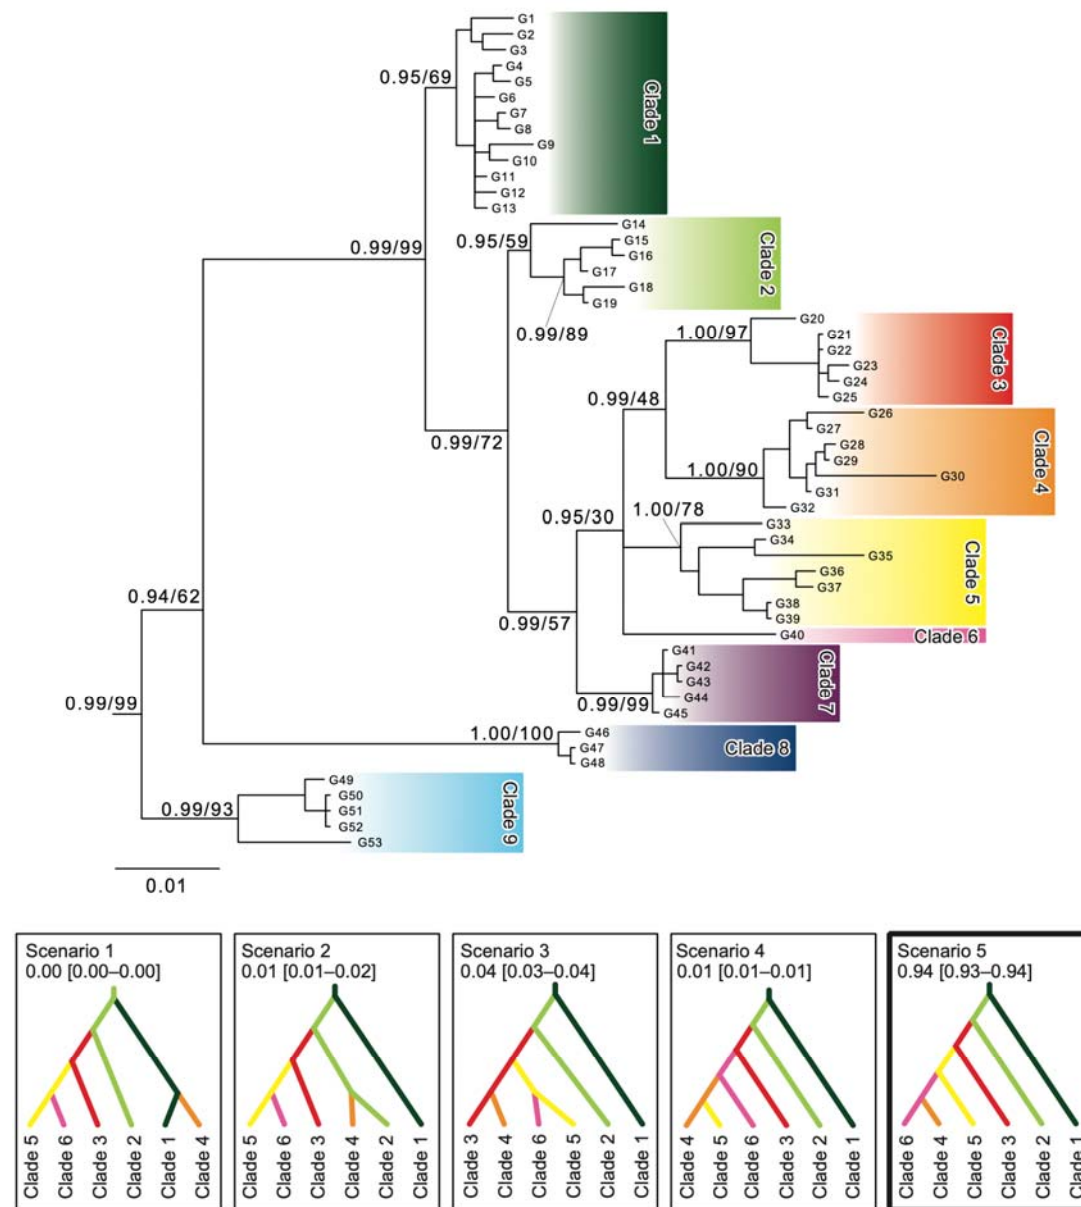 G1
G2
G3
0.95/69
G4
G5
G6
G7
G8
G9
G10
G11
G12
G13
Clade 1
0.99/99
0.95/59
G14
G15
G16
G17
G18
G19
Clade 2
0.99/89
1.00/97
G20
G21
G22
G23
G24
G25
Clade 3
0.99/48
0.99/72
G26
G27
G28
G29
G30
G31
G32
Clade 4
1.00/90
1.00/78
0.95/30
G33
G34
G35
G36
G37
G38
G39
Clade 5
G40
Clade 6
0.94/62
0.99/57
G41
G42
G43
G44
G45
Clade 7
0.99/99
0.99/99
1.00/100
G46
G47
G48
Clade 8
0.99/93
G49
G50
G51
G52
G53
Clade 9
0.01
Scenario 1
0.00 [0.00–0.00]
Clade 5
Clade 6
Clade 3
Clade 2
Clade 1
Clade 4
Scenario 2
0.01 [0.01–0.02]
Clade 5
Clade 6
Clade 3
Clade 4
Clade 2
Clade 1
Scenario 3
0.04 [0.03–0.04]
Clade 3
Clade 4
Clade 6
Clade 5
Clade 2
Clade 1
Scenario 4
0.01 [0.01–0.01]
Clade 4
Clade 5
Clade 6
Clade 3
Clade 2
Clade 1
Scenario 5
0.94 [0.93–0.94]
Clade 6
Clade 4
Clade 5
Clade 3
Clade 2
Clade 1